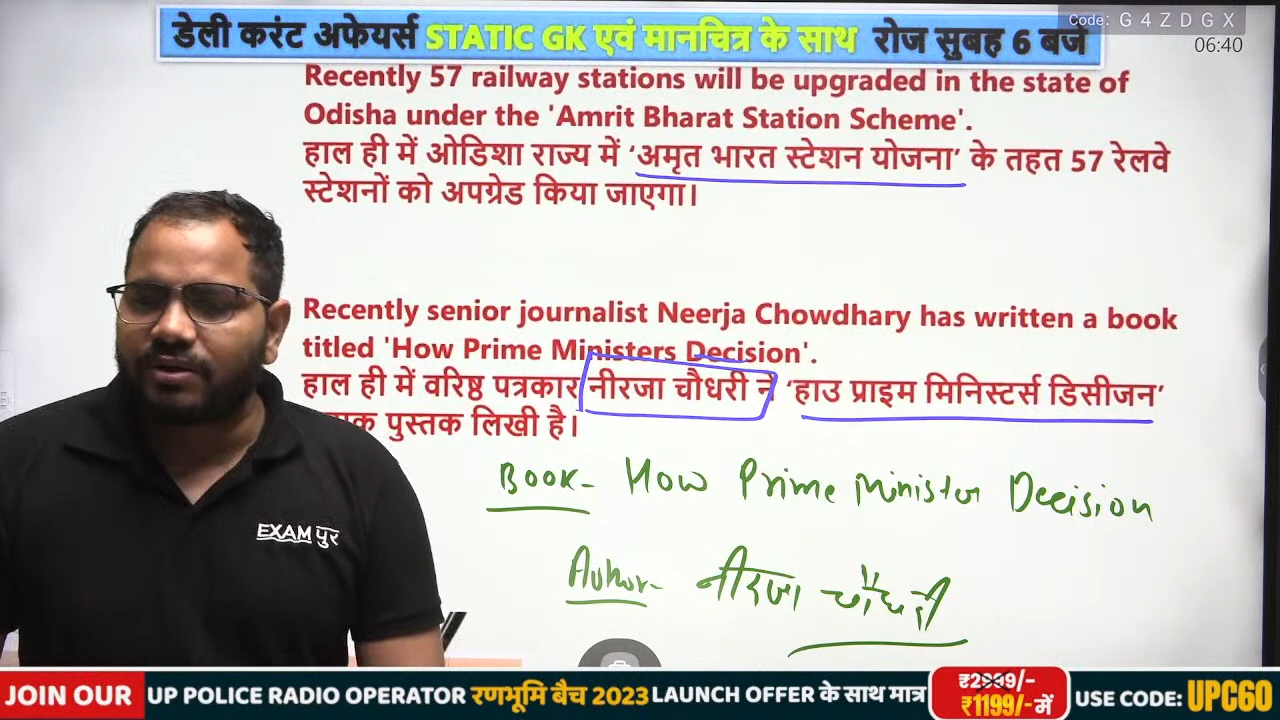 डेली करंट अफेयर्स STATIC GK एवं मानचित्र के साथ रोज सुबह 6 बजे
Code: G4ZDGX
06:40
Recently 57 railway stations will be upgraded in the state of
Odisha under the 'Amrit Bharat Station Scheme'.
हाल ही में ओडिशा राज्य में 'अमृत भारत स्टेशन योजना' के तहत 57 रेलवे
स्टेशनों को अपग्रेड किया जाएगा।
Recently senior journalist Neerja Chowdhary has written a book
titled 'How Prime Ministers Decision'.
हाल ही में वरिष्ठ पत्रकार नीरजा चौधरी ने 'हाउ प्राइम मिनिस्टर्स डिसीजन'
पुस्तक लिखी है।
Book- How Prime Minister Decision
Author- नीरजा चौधरी
EXAM पुर
JOIN OUR UP POLICE RADIO OPERATOR रणभूमि बैच 2023 LAUNCH OFFER के साथ मात्र ₹2999/- ₹1199/- में USE CODE: UPC60